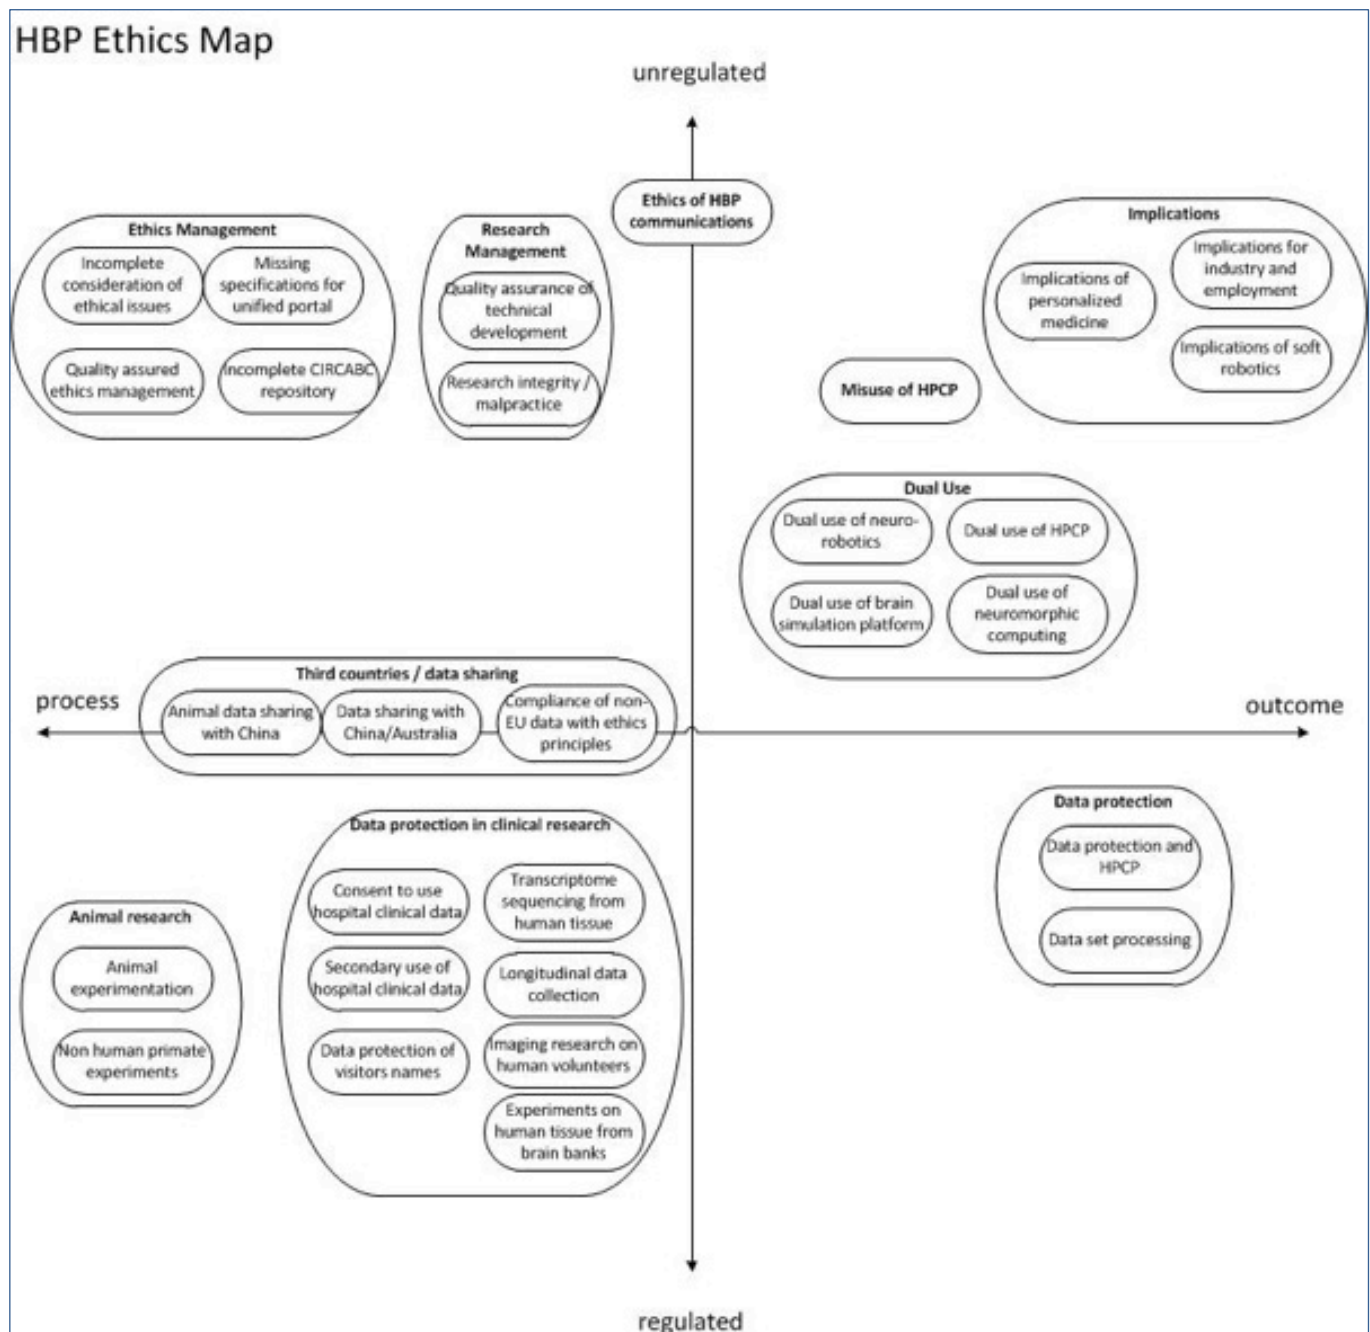 HBP Ethics Map
unregulated
Ethics of HBP
communications
Ethics Management
Incomplete
consideration of
ethical issues
Missing
specifications for
unified portal
Quality assured
ethics management
Incomplete CIRCABC
repository
Research
Management
Quality assurance of
technical
development
Research integrity /
malpractice
Implications
Implications of
personalized
medicine
Implications for
industry and
employment
Implications of soft
robotics
Misuse of HPCP
Dual Use
Dual use of neuro-
robotics
Dual use of HPCP
Dual use of brain
simulation platform
Dual use of
neuromorphic
computing
process
Third countries / data sharing
Animal data sharing
with China
Data sharing with
China/Australia
Compliance of non-
EU data with ethics
principles
outcome
Data protection
Data protection and
HPCP
Data set processing
Data protection in clinical research
Consent to use
hospital clinical data
Transcriptome
sequencing from
human tissue
Secondary use of
hospital clinical data
Longitudinal data
collection
Data protection of
visitors names
Imaging research on
human volunteers
Experiments on
human tissue from
brain banks
Animal research
Animal
experimentation
Non human primate
experiments
regulated